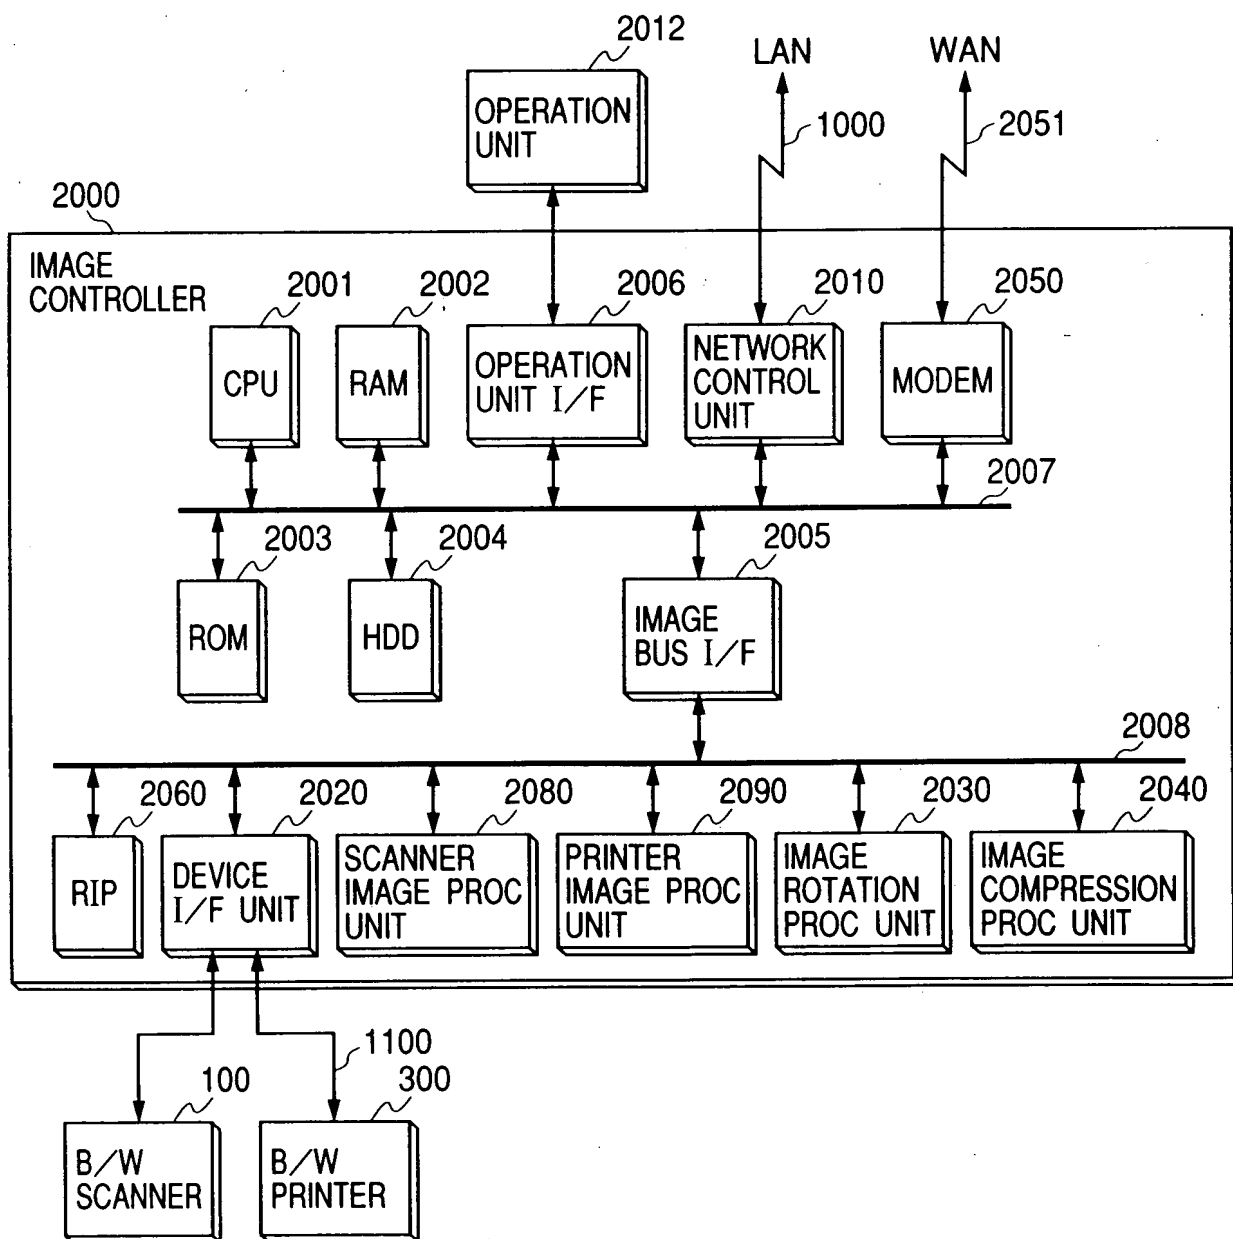 2012
LAN
WAN
OPERATION
UNIT
1000
2051
2000
IMAGE
CONTROLLER
2001
2002
2006
2010
2050
CPU
RAM
OPERATION
UNIT I/F
NETWORK
CONTROL
UNIT
MODEM
2007
2003
2004
2005
ROM
HDD
IMAGE
BUS I/F
2008
2060
2020
2080
2090
2030
2040
RIP
DEVICE
I/F UNIT
SCANNER
IMAGE PROC
UNIT
PRINTER
IMAGE PROC
UNIT
IMAGE
ROTATION
PROC UNIT
IMAGE
COMPRESSION
PROC UNIT
1100
100
300
B/W
SCANNER
B/W
PRINTER